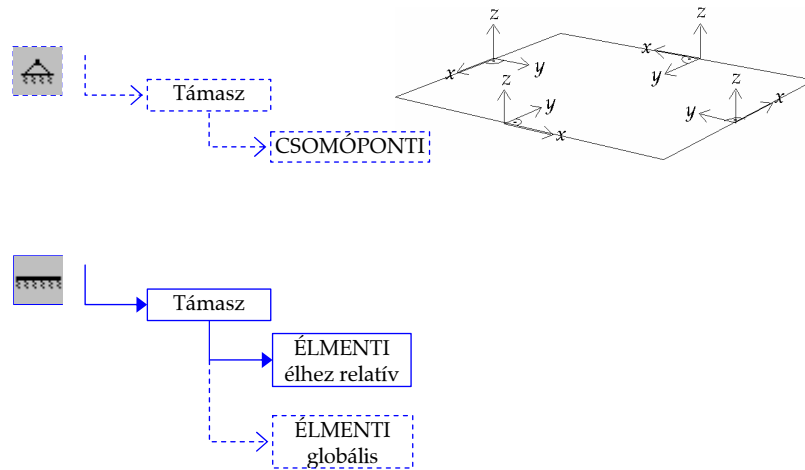 Támasz
CSOMÓPONTI
z
x
y
z
x
y
z
y
x
z
y
x
Támasz
ÉLMENTI
élhez relatív
ÉLMENTI
globális